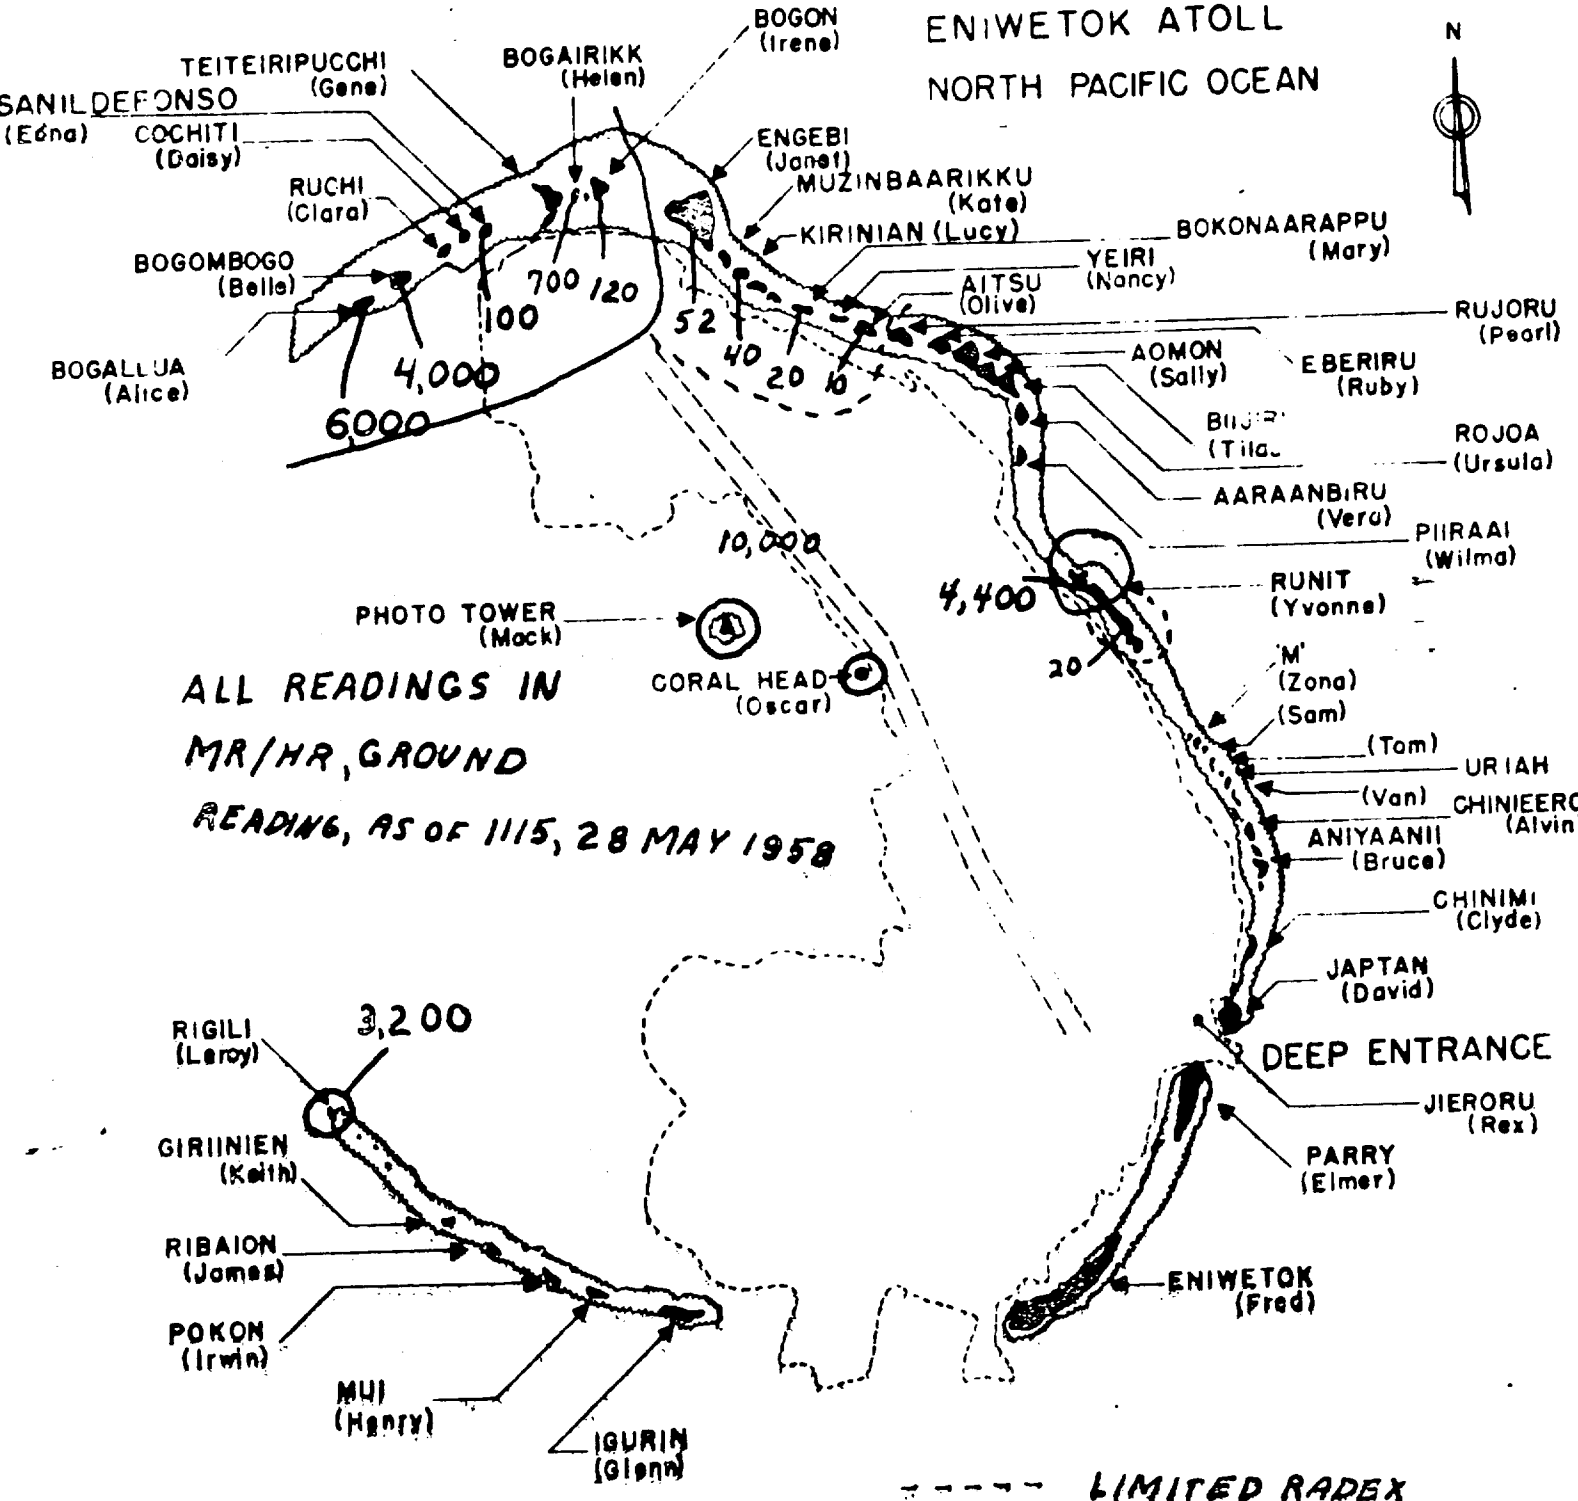 ENIWETOK ATOLL
NORTH PACIFIC OCEAN
N
BOGON
(Irene)
BOGAIRIKK
(Helen)
TEITEIRIPUCCHI
(Gene)
SANILDEFONSO
(Edna)
COCHITI
(Daisy)
RUCHI
(Clara)
BOGOMBOGO
(Belle)
BOGALLUA
(Alice)
ENGEBI
(Janet)
MUZINBAARIKKU
(Kate)
KIRINIAN (Lucy)
BOKONAARAPPU
(Mary)
YEIRI
(Nancy)
AITSU
(Olive)
RUJORU
(Pearl)
EBERIRU
(Ruby)
AOMON
(Sally)
(Tilda
ROJOA
(Ursula)
AARAANBIRU
(Vera)
PIIRAAI
(Wilma)
RUNIT
(Yvonne)
'M'
(Zona)
(Sam)
(Tom)
URIAH
(Van)
CHINIEERO
(Alvin
ANIYAANII
(Bruce)
CHINIMI
(Clyde)
JAPTAN
(David)
DEEP ENTRANCE
JIERORU
(Rex)
PARRY
(Elmer)
ENIWETOK
(Fred)
700
120
100
4,000
6,000
52
40
20
10
10,000
4,400
20
PHOTO TOWER
(Mack)
CORAL HEAD
(Oscar)
ALL READINGS IN
MR/HR, GROUND
READING, AS OF 1115, 28 MAY 1958
3,200
RIGILI
(Leroy)
GIRIINIEN
(Keith)
RIBAION
(James)
POKON
(Irwin)
MUI
(Henry)
IGURIN
(Glenn)
LIMITED RADEX